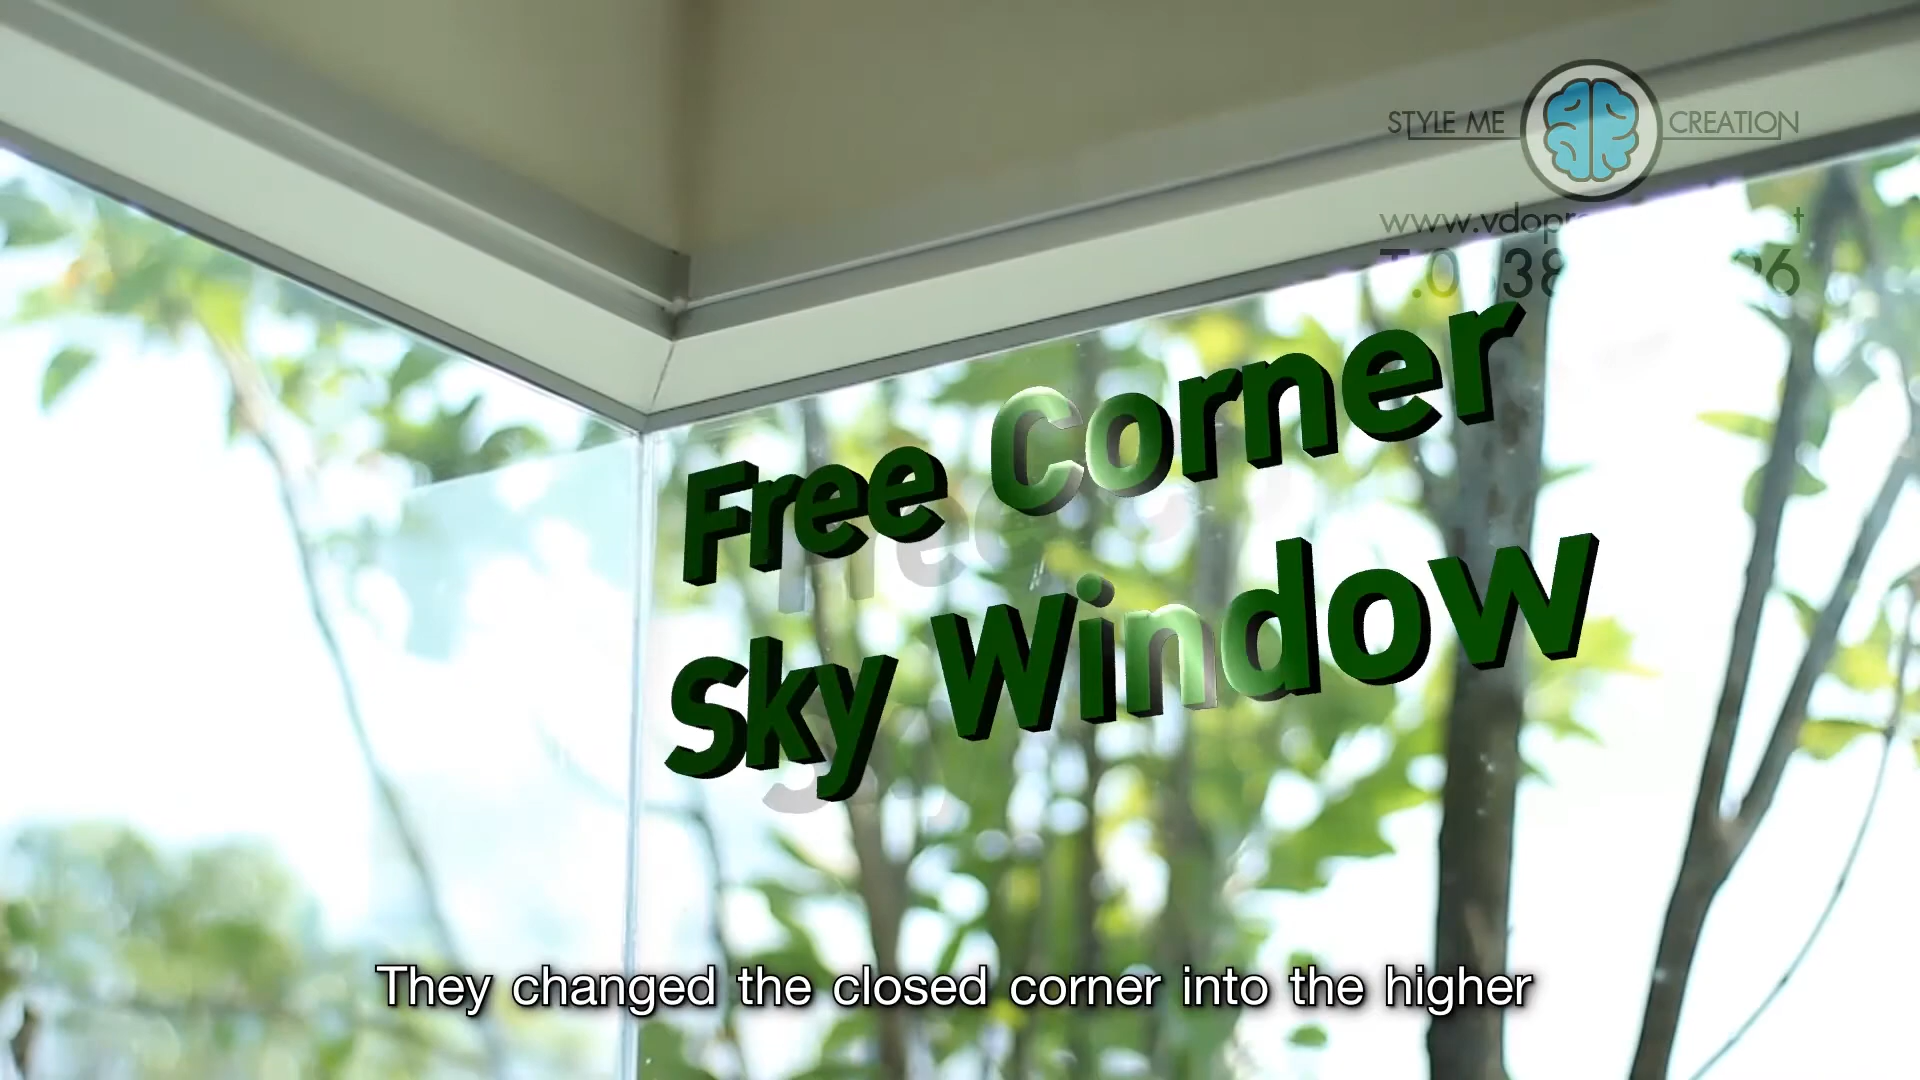 STYLE ME CREATION
Free Corner
Sky Window
They changed the closed corner into the higher